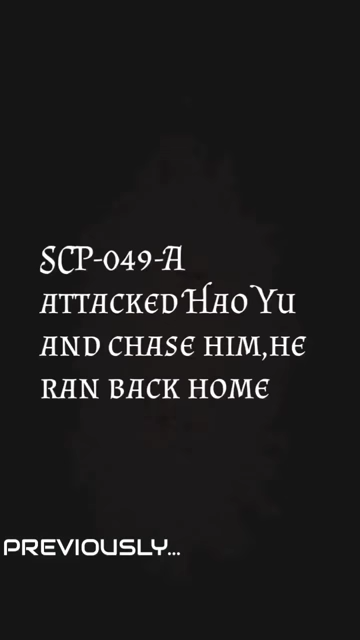 SCP-049-A
ATTACKED HAO YU
AND CHASE HIM,HE
RAN BACK HOME
PREVIOUSLY...